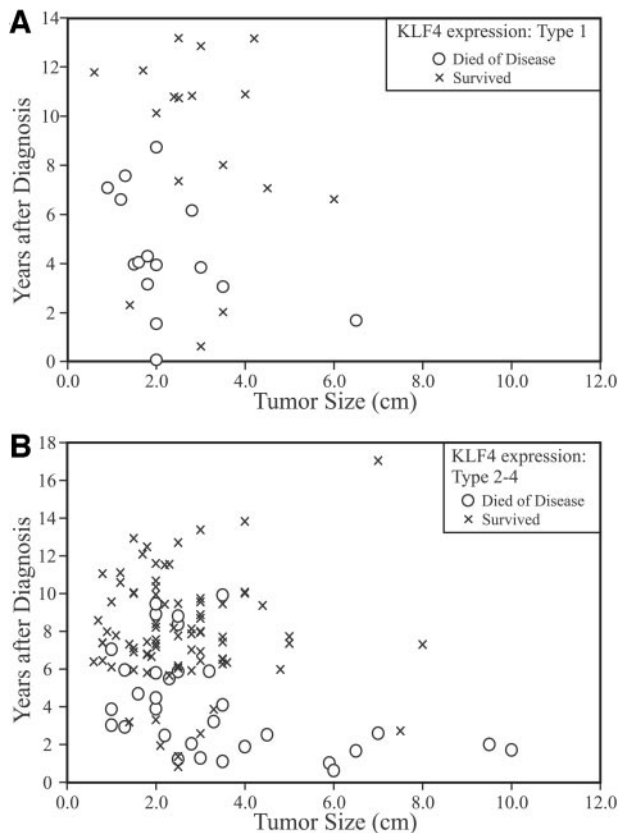 A
14
12
10
8
6
4
2
0
Years after Diagnosis
KLF4 expression: Type 1
Died of Disease
Survived
0.0 2.0 4.0 6.0 8.0 10.0 12.0
Tumor Size (cm)
B
18
16
14
12
10
8
6
4
2
0
Years after Diagnosis
KLF4 expression:
Type 2-4
Died of Disease
Survived
0.0 2.0 4.0 6.0 8.0 10.0 12.0
Tumor Size (cm)